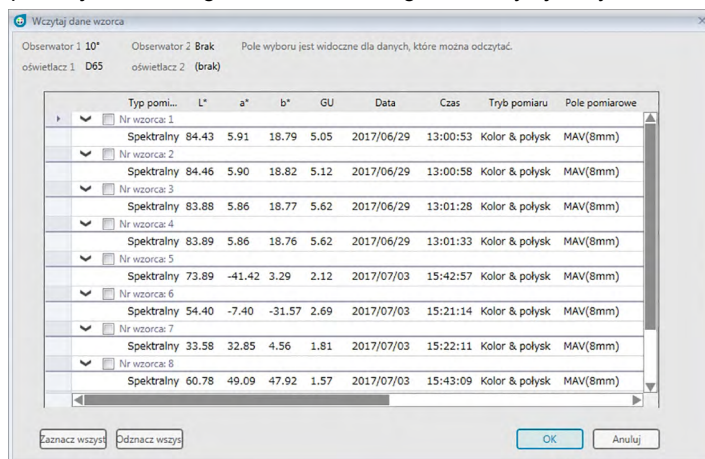 Wczytaj dane wzorca
Obserwator 1 10° Obserwator 2 Brak Pole wyboru jest widoczne dla danych, które można odczytać.
oświetlacz 1 D65 oświetlacz 2 (brak)
Typ pomi... L* a* b* GU Data Czas Tryb pomiaru Pole pomiarowe
Nr wzorca: 1
Spektralny 84.43 5.91 18.79 5.05 2017/06/29 13:00:53 Kolor & połysk MAV(8mm)
Nr wzorca: 2
Spektralny 84.46 5.90 18.82 5.12 2017/06/29 13:00:58 Kolor & połysk MAV(8mm)
Nr wzorca: 3
Spektralny 83.88 5.86 18.77 5.62 2017/06/29 13:01:28 Kolor & połysk MAV(8mm)
Nr wzorca: 4
Spektralny 83.89 5.86 18.76 5.62 2017/06/29 13:01:33 Kolor & połysk MAV(8mm)
Nr wzorca: 5
Spektralny 73.89 -41.42 3.29 2.12 2017/07/03 15:42:57 Kolor & połysk MAV(8mm)
Nr wzorca: 6
Spektralny 54.40 -7.40 -31.57 2.69 2017/07/03 15:21:14 Kolor & połysk MAV(8mm)
Nr wzorca: 7
Spektralny 33.58 32.85 4.56 1.81 2017/07/03 15:22:11 Kolor & połysk MAV(8mm)
Nr wzorca: 8
Spektralny 60.78 49.09 47.92 1.57 2017/07/03 15:43:09 Kolor & połysk MAV(8mm)
Zaznacz wszyst Odznacz wszys OK Anuluj